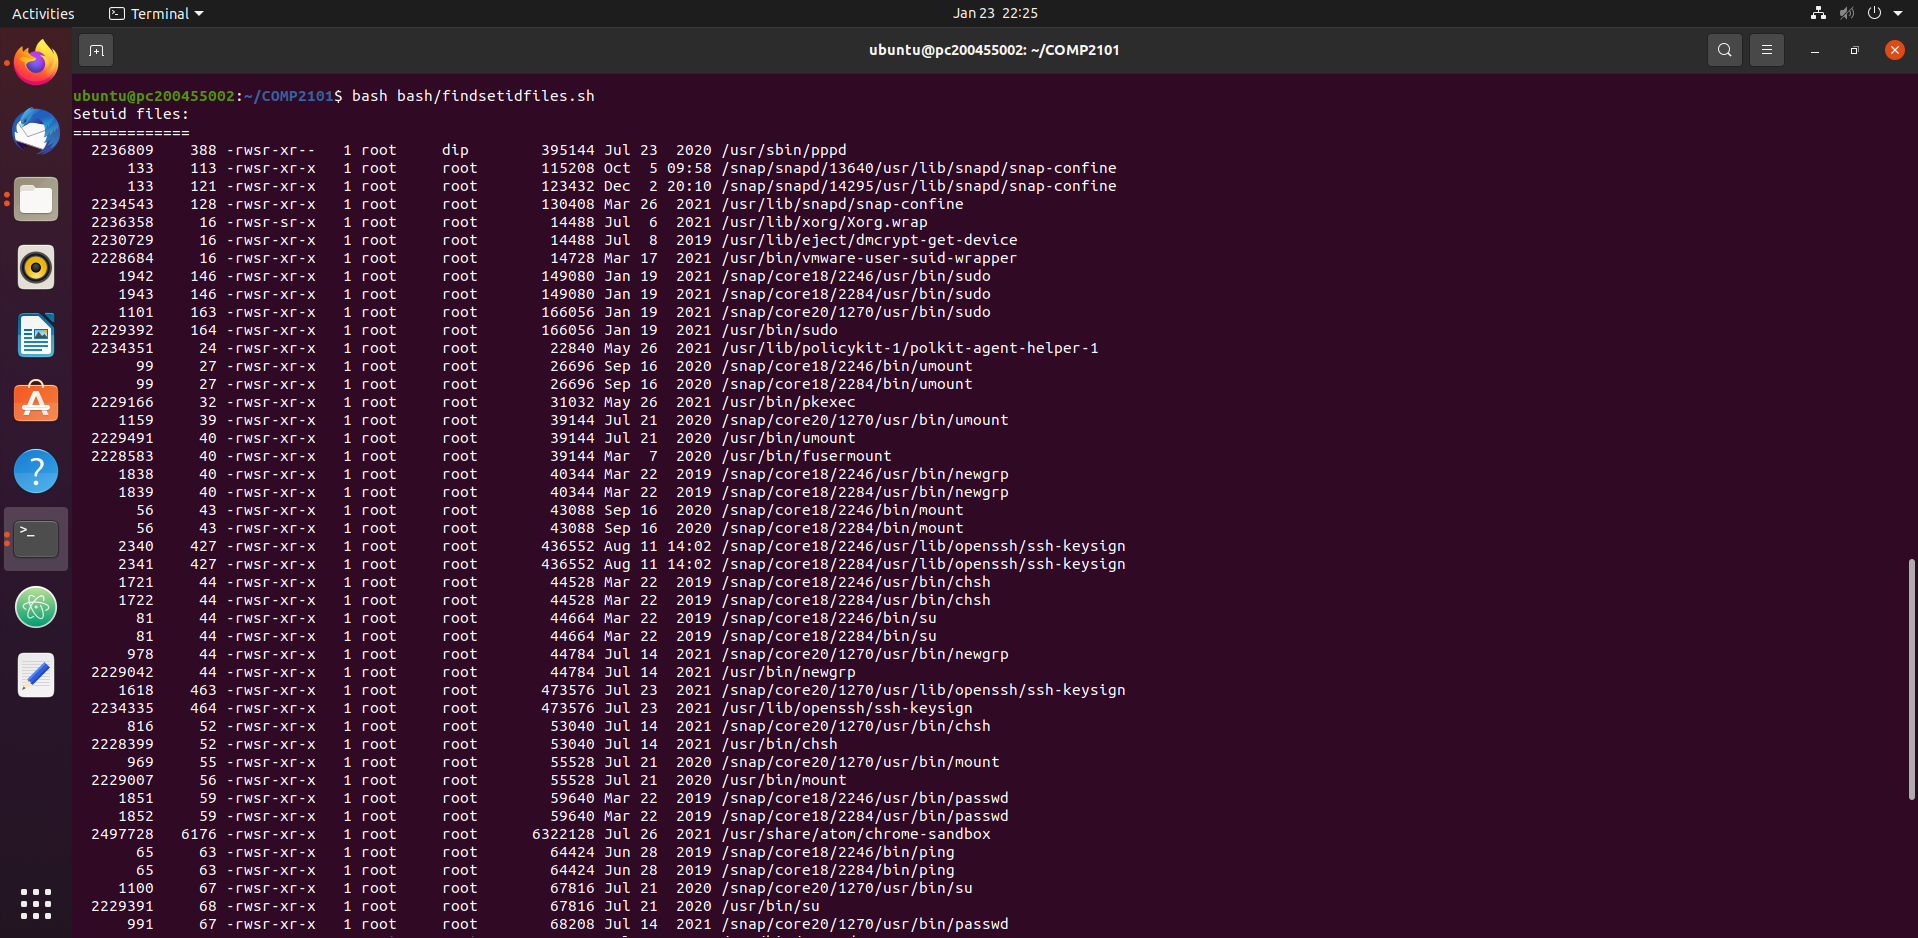 Activities Terminal Jan 23 22:25
ubuntu@pc200455002: ~/COMP2101
ubuntu@pc200455002:~/COMP2101$ bash bash/findsetidfiles.sh
Setuid files:
=============
2236809 388 -rwsr-xr-- 1 root dip 395144 Jul 23 2020 /usr/sbin/pppd
133 113 -rwsr-xr-x 1 root root 115208 Oct 5 09:58 /snap/snapd/13640/usr/lib/snapd/snap-confine
133 121 -rwsr-xr-x 1 root root 123432 Dec 2 20:10 /snap/snapd/14295/usr/lib/snapd/snap-confine
2234543 128 -rwsr-xr-x 1 root root 130408 Mar 26 2021 /usr/lib/snapd/snap-confine
2236358 16 -rwsr-sr-x 1 root root 14488 Jul 6 2021 /usr/lib/xorg/Xorg.wrap
2230729 16 -rwsr-xr-x 1 root root 14488 Jul 8 2019 /usr/lib/eject/dmcrypt-get-device
2228684 16 -rwsr-xr-x 1 root root 14728 Mar 17 2021 /usr/bin/vmware-user-suid-wrapper
1942 146 -rwsr-xr-x 1 root root 149080 Jan 19 2021 /snap/core18/2246/usr/bin/sudo
1943 146 -rwsr-xr-x 1 root root 149080 Jan 19 2021 /snap/core18/2284/usr/bin/sudo
1101 163 -rwsr-xr-x 1 root root 166056 Jan 19 2021 /snap/core20/1270/usr/bin/sudo
2229392 164 -rwsr-xr-x 1 root root 166056 Jan 19 2021 /usr/bin/sudo
2234351 24 -rwsr-xr-x 1 root root 22840 May 26 2021 /usr/lib/policykit-1/polkit-agent-helper-1
99 27 -rwsr-xr-x 1 root root 26696 Sep 16 2020 /snap/core18/2246/bin/umount
99 27 -rwsr-xr-x 1 root root 26696 Sep 16 2020 /snap/core18/2284/bin/umount
2229166 32 -rwsr-xr-x 1 root root 31032 May 26 2021 /usr/bin/pkexec
1159 39 -rwsr-xr-x 1 root root 39144 Jul 21 2020 /snap/core20/1270/usr/bin/umount
2229491 40 -rwsr-xr-x 1 root root 39144 Jul 21 2020 /usr/bin/umount
2228583 40 -rwsr-xr-x 1 root root 39144 Mar 7 2020 /usr/bin/fusermount
1838 40 -rwsr-xr-x 1 root root 40344 Mar 22 2019 /snap/core18/2246/usr/bin/newgrp
1839 40 -rwsr-xr-x 1 root root 40344 Mar 22 2019 /snap/core18/2284/usr/bin/newgrp
56 43 -rwsr-xr-x 1 root root 43088 Sep 16 2020 /snap/core18/2246/bin/mount
56 43 -rwsr-xr-x 1 root root 43088 Sep 16 2020 /snap/core18/2284/bin/mount
2340 427 -rwsr-xr-x 1 root root 436552 Aug 11 14:02 /snap/core18/2246/usr/lib/openssh/ssh-keysign
2341 427 -rwsr-xr-x 1 root root 436552 Aug 11 14:02 /snap/core18/2284/usr/lib/openssh/ssh-keysign
1721 44 -rwsr-xr-x 1 root root 44528 Mar 22 2019 /snap/core18/2246/usr/bin/chsh
1722 44 -rwsr-xr-x 1 root root 44528 Mar 22 2019 /snap/core18/2284/usr/bin/chsh
81 44 -rwsr-xr-x 1 root root 44664 Mar 22 2019 /snap/core18/2246/bin/su
81 44 -rwsr-xr-x 1 root root 44664 Mar 22 2019 /snap/core18/2284/bin/su
978 44 -rwsr-xr-x 1 root root 44784 Jul 14 2021 /snap/core20/1270/usr/bin/newgrp
2229042 44 -rwsr-xr-x 1 root root 44784 Jul 14 2021 /usr/bin/newgrp
1618 463 -rwsr-xr-x 1 root root 473576 Jul 23 2021 /snap/core20/1270/usr/lib/openssh/ssh-keysign
2234335 464 -rwsr-xr-x 1 root root 473576 Jul 23 2021 /usr/lib/openssh/ssh-keysign
816 52 -rwsr-xr-x 1 root root 53040 Jul 14 2021 /snap/core20/1270/usr/bin/chsh
2228399 52 -rwsr-xr-x 1 root root 53040 Jul 14 2021 /usr/bin/chsh
969 55 -rwsr-xr-x 1 root root 55528 Jul 21 2020 /snap/core20/1270/usr/bin/mount
2229007 56 -rwsr-xr-x 1 root root 55528 Jul 21 2020 /usr/bin/mount
1851 59 -rwsr-xr-x 1 root root 59640 Mar 22 2019 /snap/core18/2246/usr/bin/passwd
1852 59 -rwsr-xr-x 1 root root 59640 Mar 22 2019 /snap/core18/2284/usr/bin/passwd
2497728 6176 -rwsr-xr-x 1 root root 6322128 Jul 26 2021 /usr/share/atom/chrome-sandbox
65 63 -rwsr-xr-x 1 root root 64424 Jun 28 2019 /snap/core18/2246/bin/ping
65 63 -rwsr-xr-x 1 root root 64424 Jun 28 2019 /snap/core18/2284/bin/ping
1100 67 -rwsr-xr-x 1 root root 67816 Jul 21 2020 /snap/core20/1270/usr/bin/su
2229391 68 -rwsr-xr-x 1 root root 67816 Jul 21 2020 /usr/bin/su
991 67 -rwsr-xr-x 1 root root 68208 Jul 14 2021 /snap/core20/1270/usr/bin/passwd